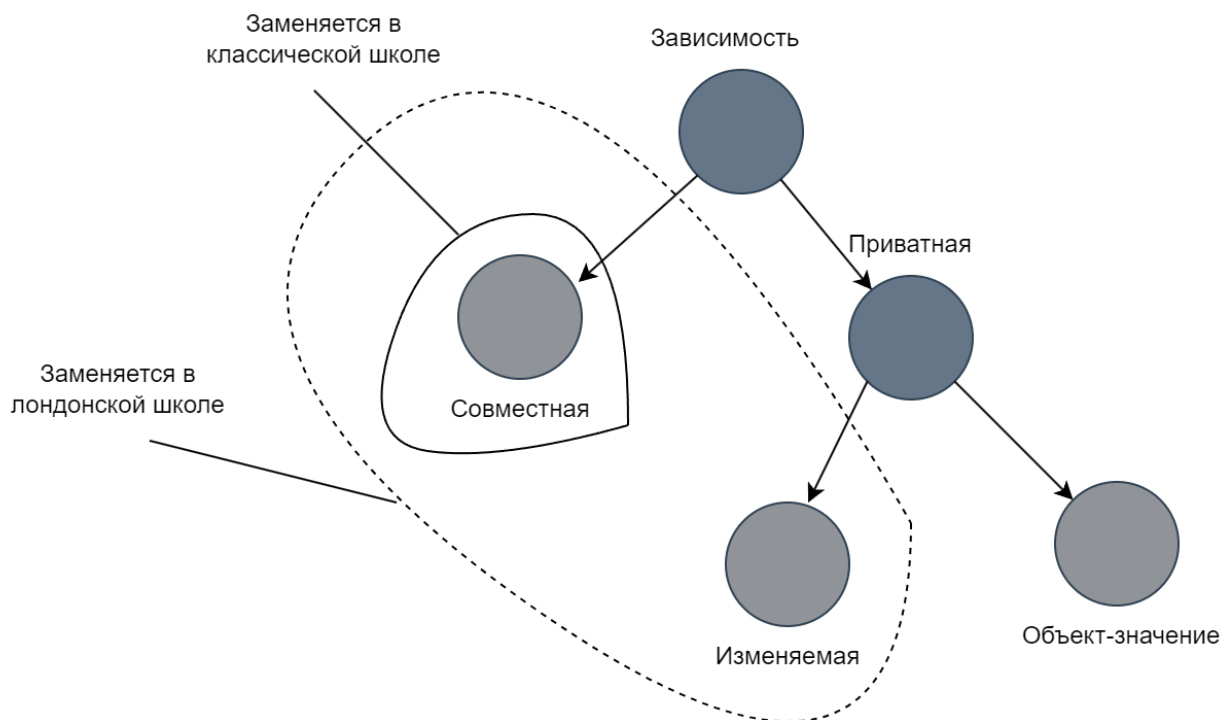 Заменяется в
классической школе
Зависимость
Приватная
Заменяется в
лондонской школе
Совместная
Изменяемая
Объект-значение